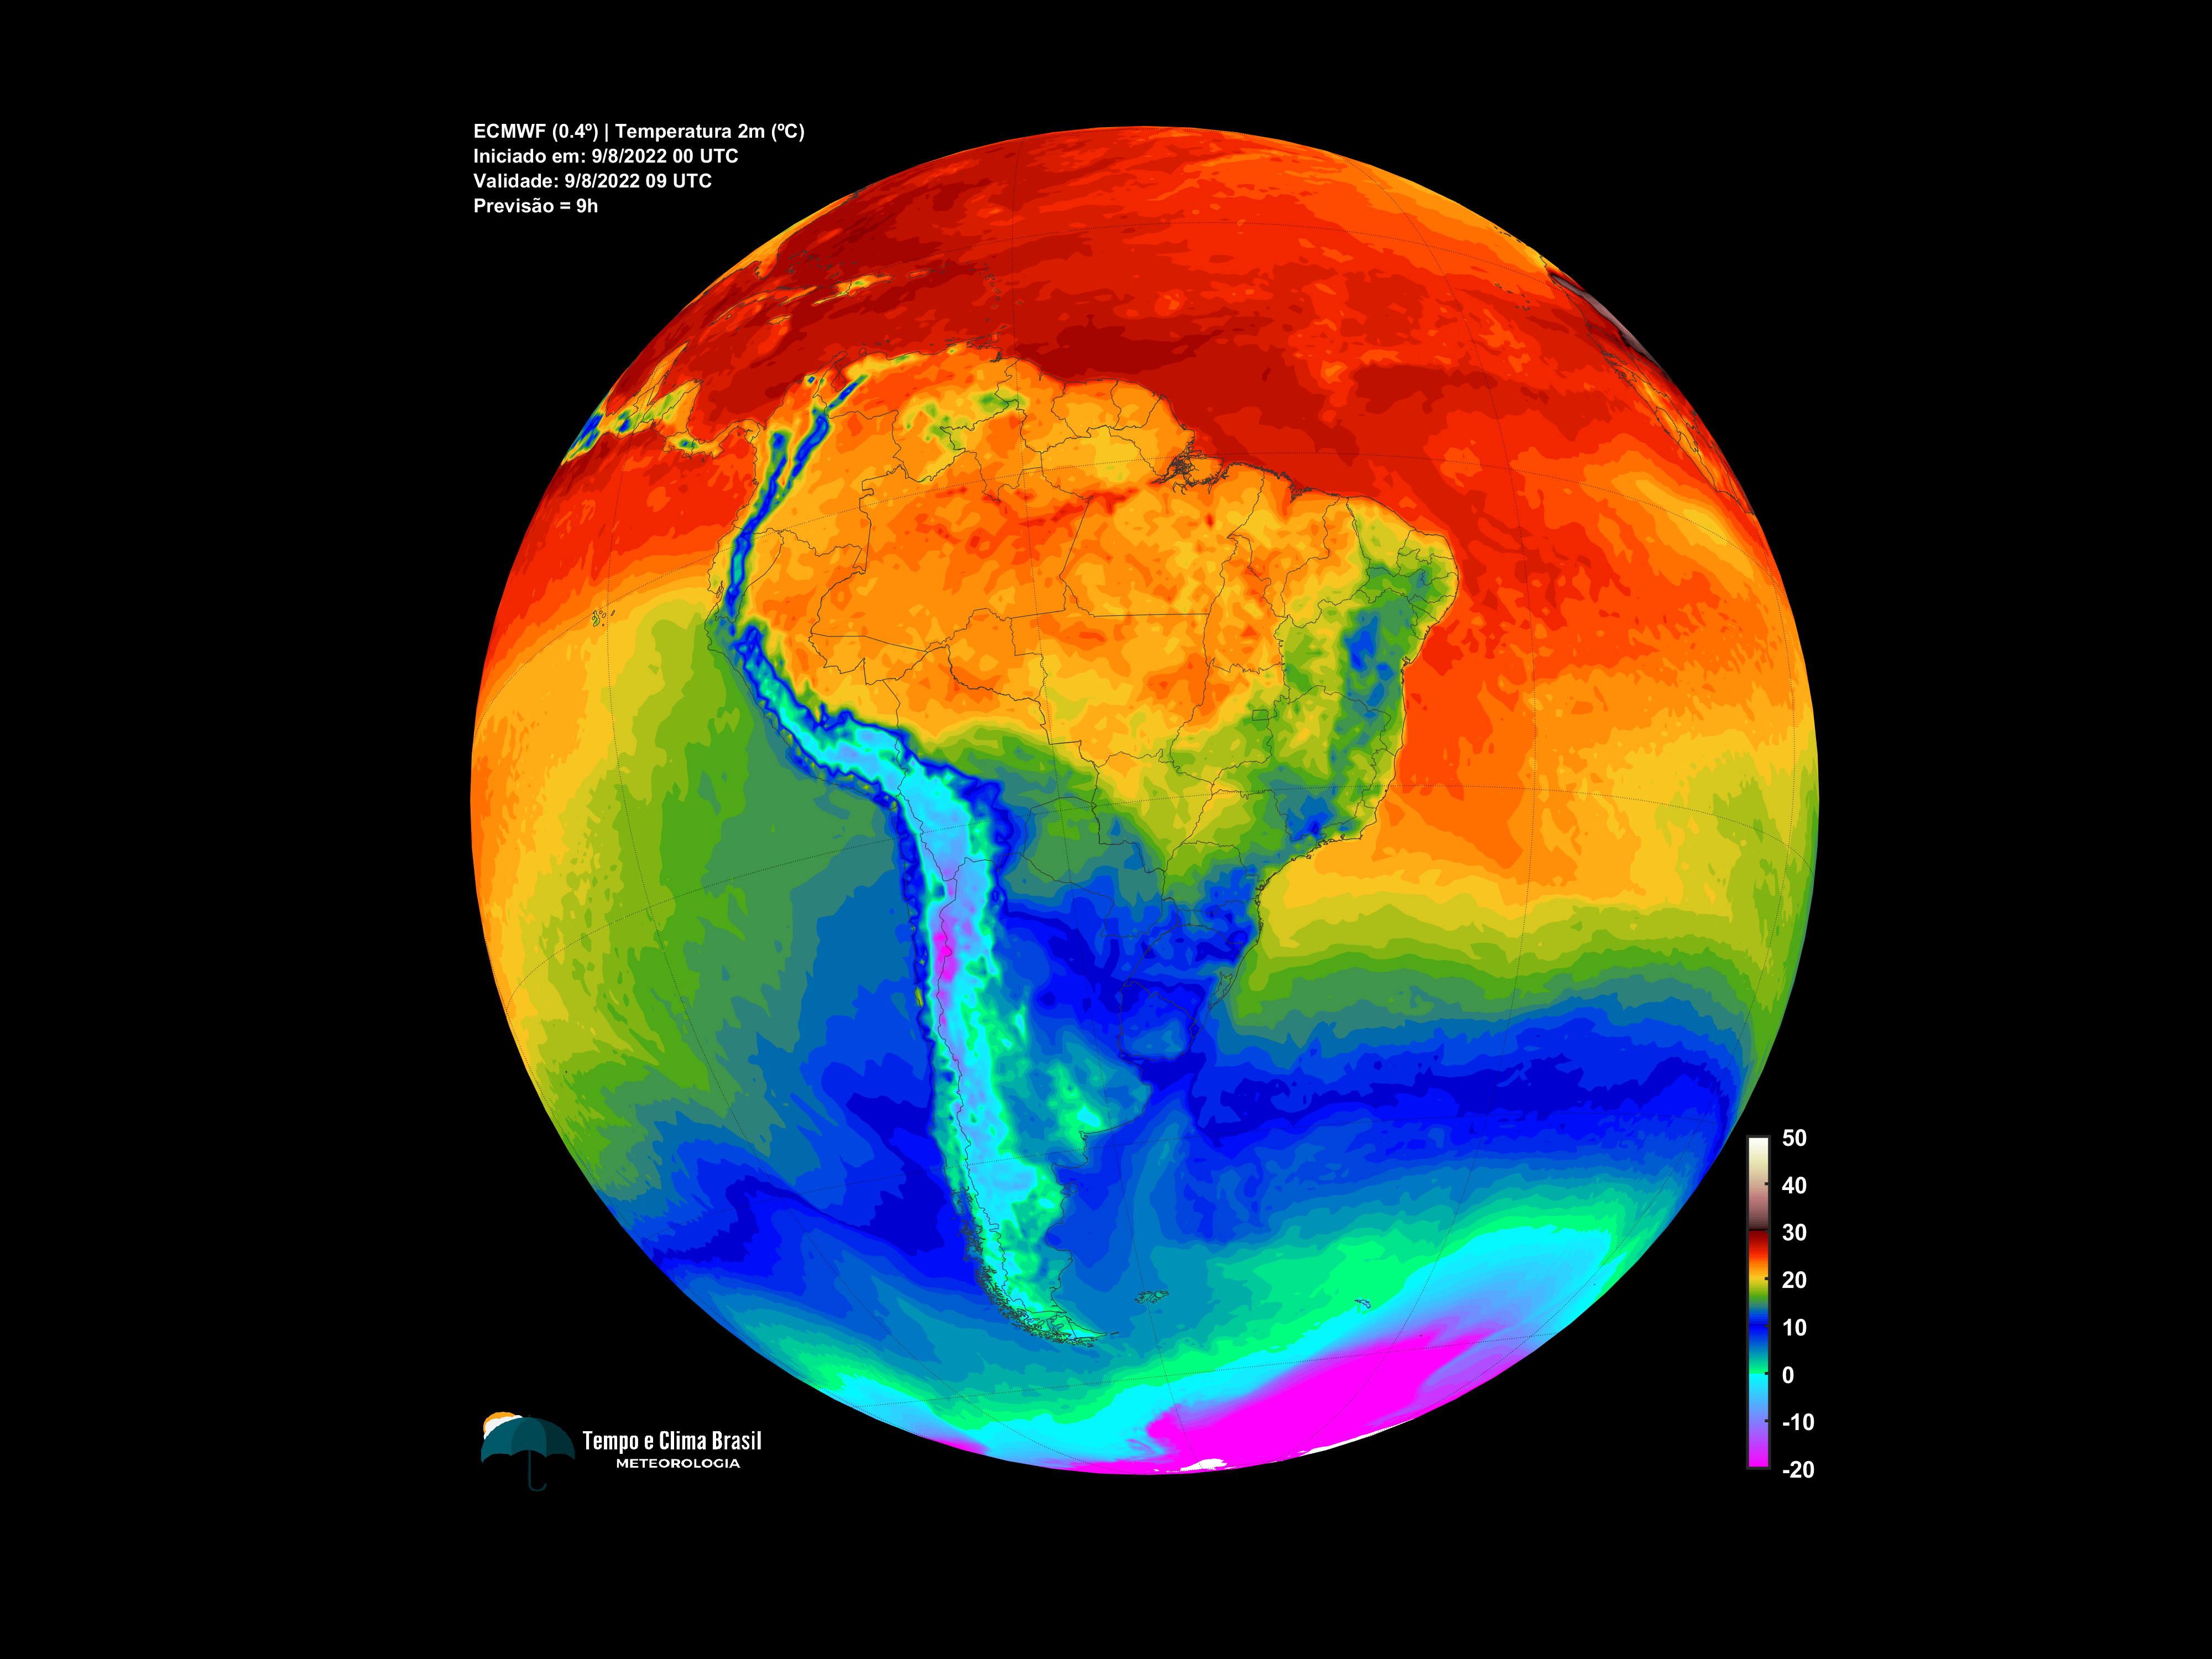 ECMWF (0.4º) | Temperatura 2m (ºC)
Iniciado em: 9/8/2022 00 UTC
Validade: 9/8/2022 09 UTC
Previsão = 9h
50
40
30
20
10
0
-10
-20
Tempo e Clima Brasil
METEOROLOGIA